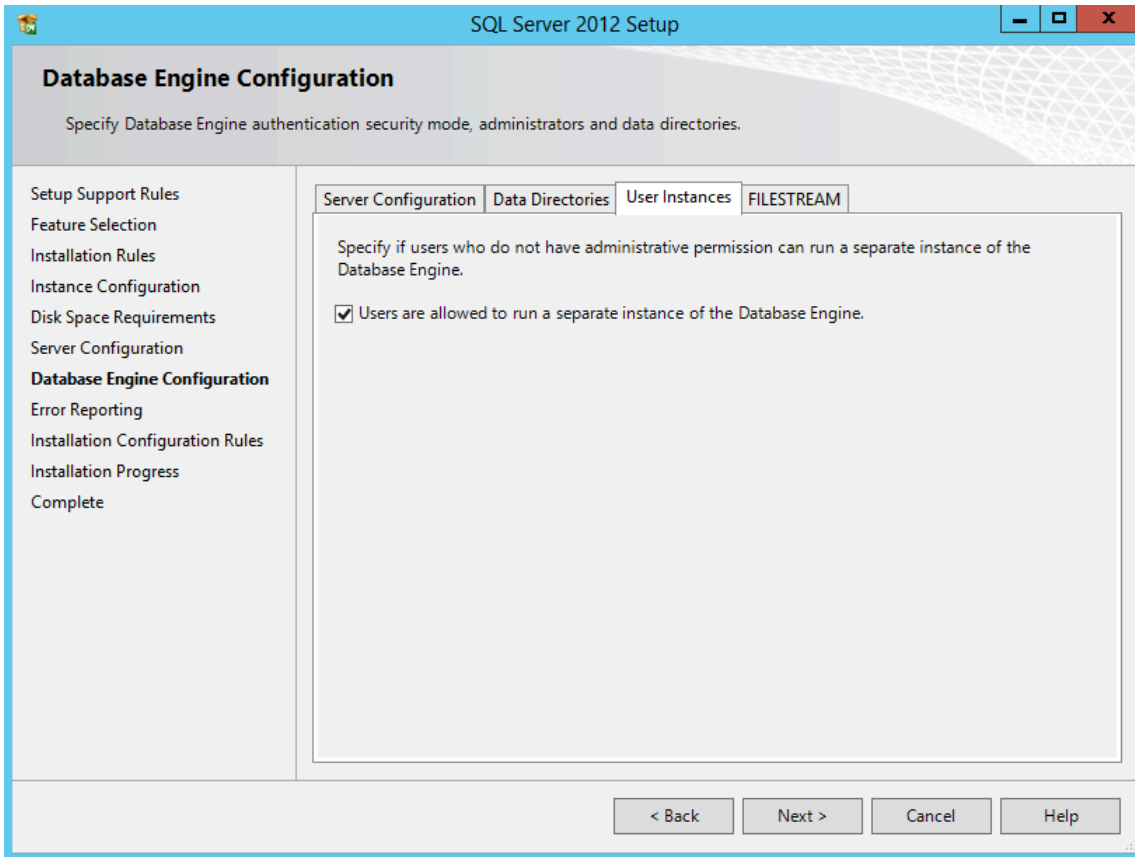 SQL Server 2012 Setup
Database Engine Configuration
Specify Database Engine authentication security mode, administrators and data directories.
Setup Support Rules
Feature Selection
Installation Rules
Instance Configuration
Disk Space Requirements
Server Configuration
Database Engine Configuration
Error Reporting
Installation Configuration Rules
Installation Progress
Complete
Server Configuration Data Directories User Instances FILESTREAM
Specify if users who do not have administrative permission can run a separate instance of the
Database Engine.
Users are allowed to run a separate instance of the Database Engine.
< Back Next > Cancel Help